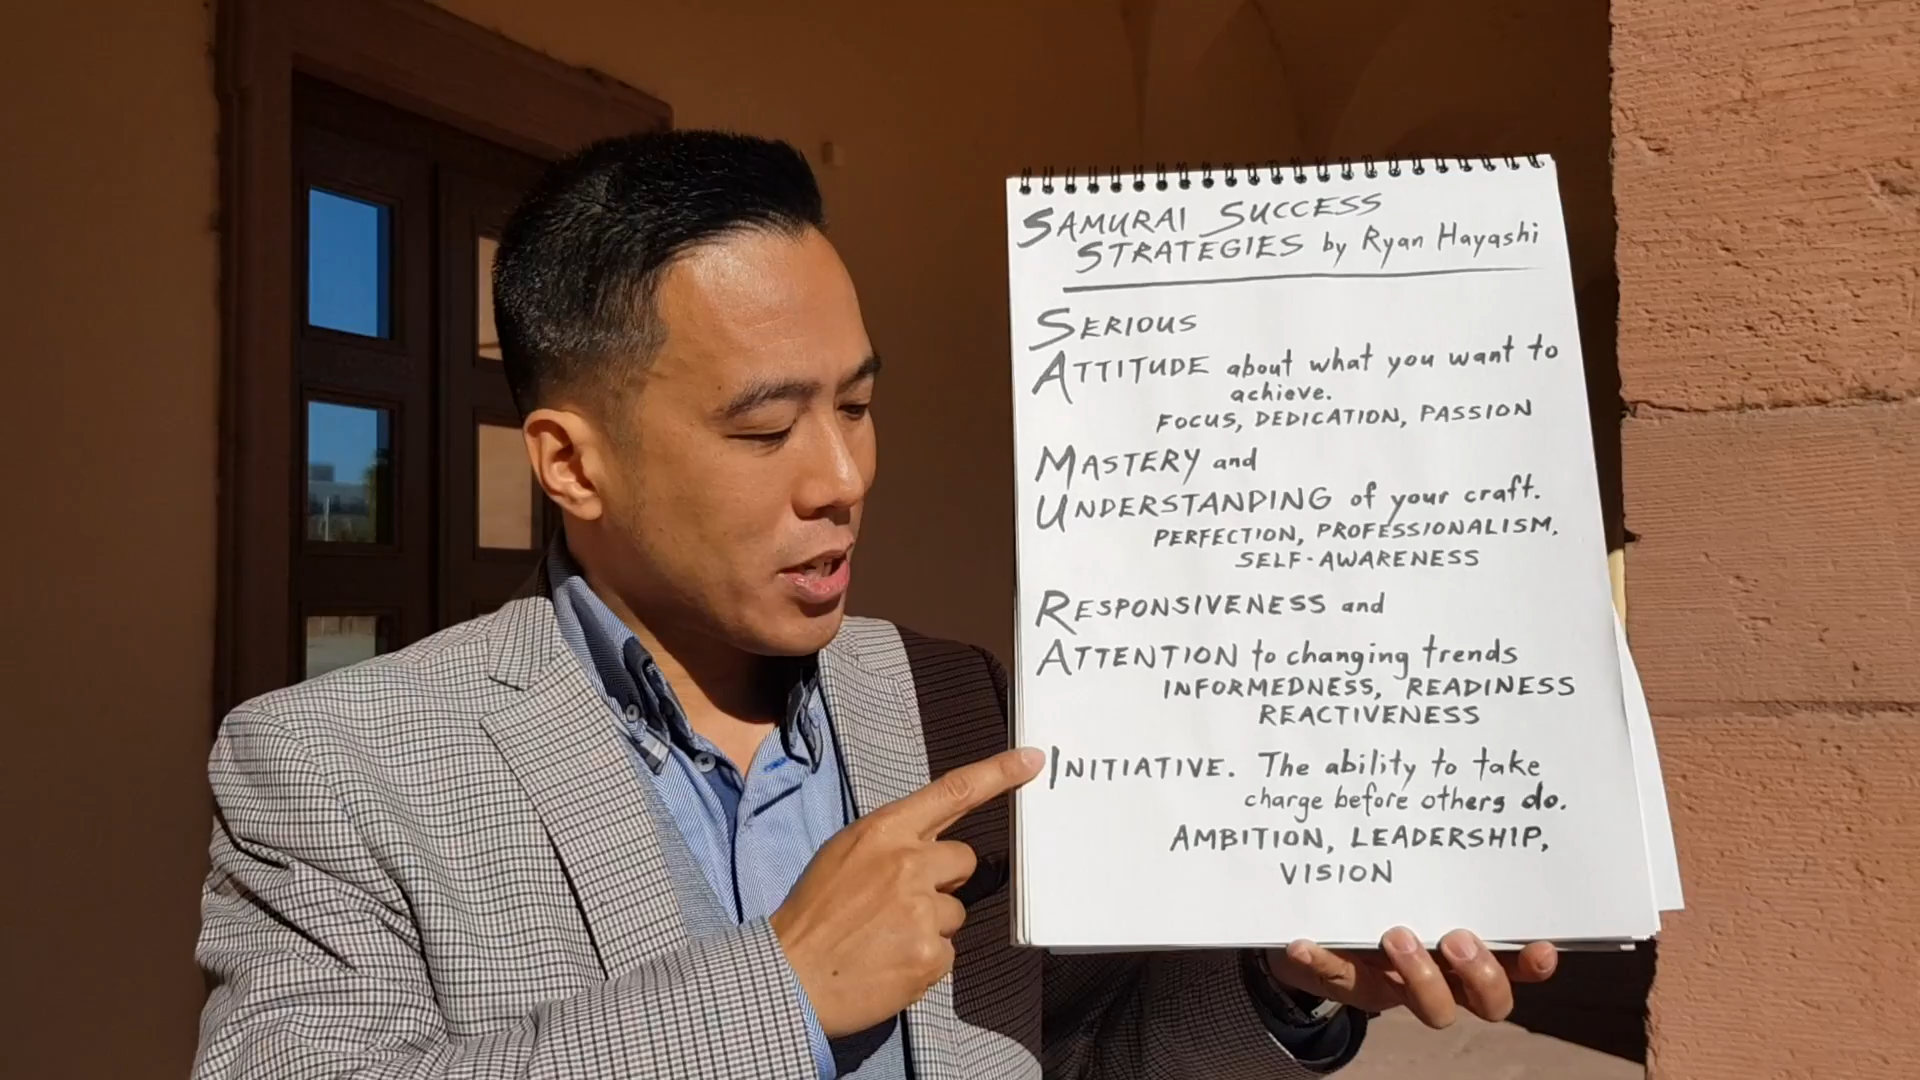 SAMURAI SUCCESS
STRATEGIES by Ryan Hayashi
SERIOUS
ATTITUDE about what you want to
achieve.
FOCUS, DEDICATION, PASSION
MASTERY and
UNDERSTANDING of your craft.
PERFECTION, PROFESSIONALISM,
SELF-AWARENESS
RESPONSIVENESS and
ATTENTION to changing trends
INFORMEDNESS, READINESS
REACTIVENESS
INITIATIVE. The ability to take
charge before others do.
AMBITION, LEADERSHIP,
VISION